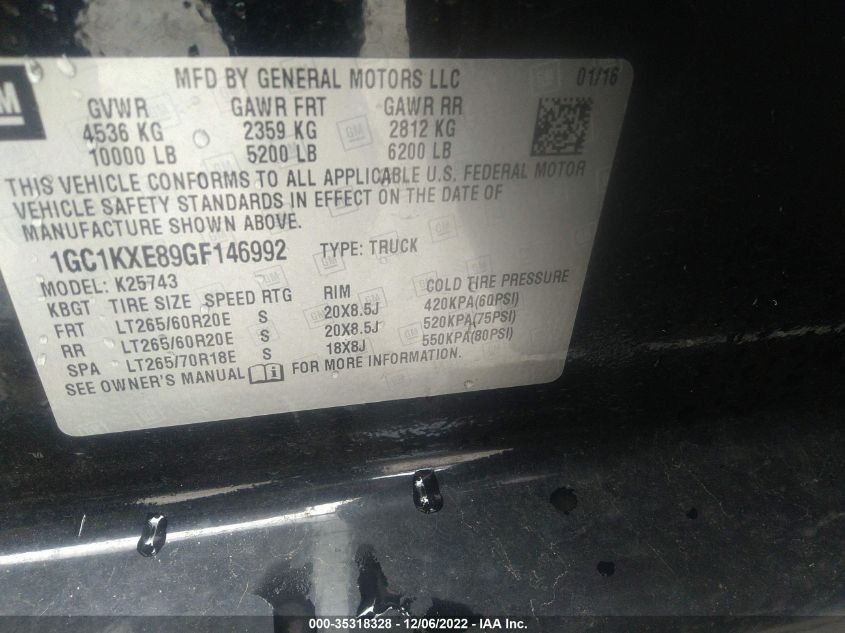 GM
MFD BY GENERAL MOTORS LLC 01/16
GVWR GAWR FRT GAWR RR
4536 KG 2359 KG 2812 KG
10000 LB 5200 LB 6200 LB
THIS VEHICLE CONFORMS TO ALL APPLICABLE U.S. FEDERAL MOTOR
VEHICLE SAFETY STANDARDS IN EFFECT ON THE DATE OF
MANUFACTURE SHOWN ABOVE.
1GC1KXE89GF146992 TYPE: TRUCK
MODEL: K25743
KBGT TIRE SIZE SPEED RTG RIM COLD TIRE PRESSURE
FRT LT265/60R20E S 20X8.5J 420KPA(60PSI)
RR LT265/60R20E S 20X8.5J 520KPA(75PSI)
SPA LT265/70R18E S 18X8J 550KPA(80PSI)
SEE OWNER'S MANUAL FOR MORE INFORMATION.
000-35318328 - 12/06/2022 - IAA Inc.